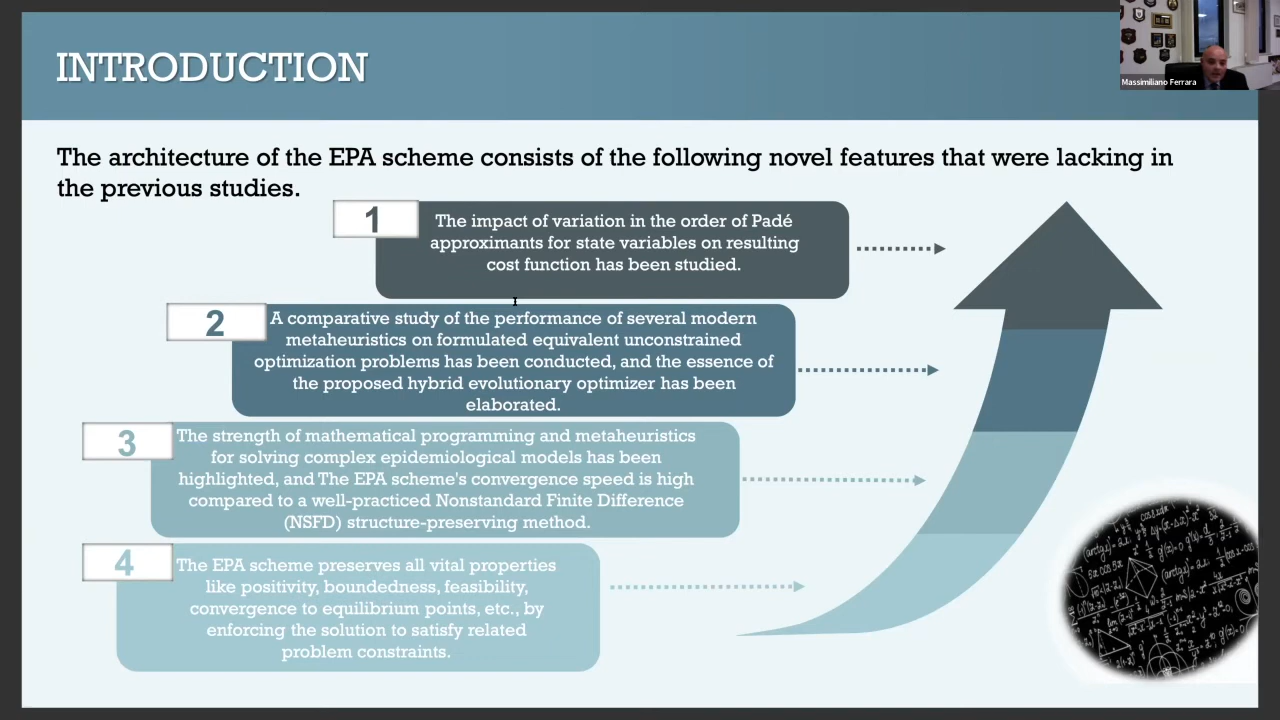 INTRODUCTION
Massimiliano Ferrara
The architecture of the EPA scheme consists of the following novel features that were lacking in
the previous studies.
1
The impact of variation in the order of Padé
approximants for state variables on resulting
cost function has been studied.
2
A comparative study of the performance of several modern
metaheuristics on formulated equivalent unconstrained
optimization problems has been conducted, and the essence of
the proposed hybrid evolutionary optimizer has been
elaborated.
3
The strength of mathematical programming and metaheuristics
for solving complex epidemiological models has been
highlighted, and The EPA scheme's convergence speed is high
compared to a well-practiced Nonstandard Finite Difference
(NSFD) structure-preserving method.
4
The EPA scheme preserves all vital properties
like positivity, boundedness, feasibility,
convergence to equilibrium points, etc., by
enforcing the solution to satisfy related
problem constraints.